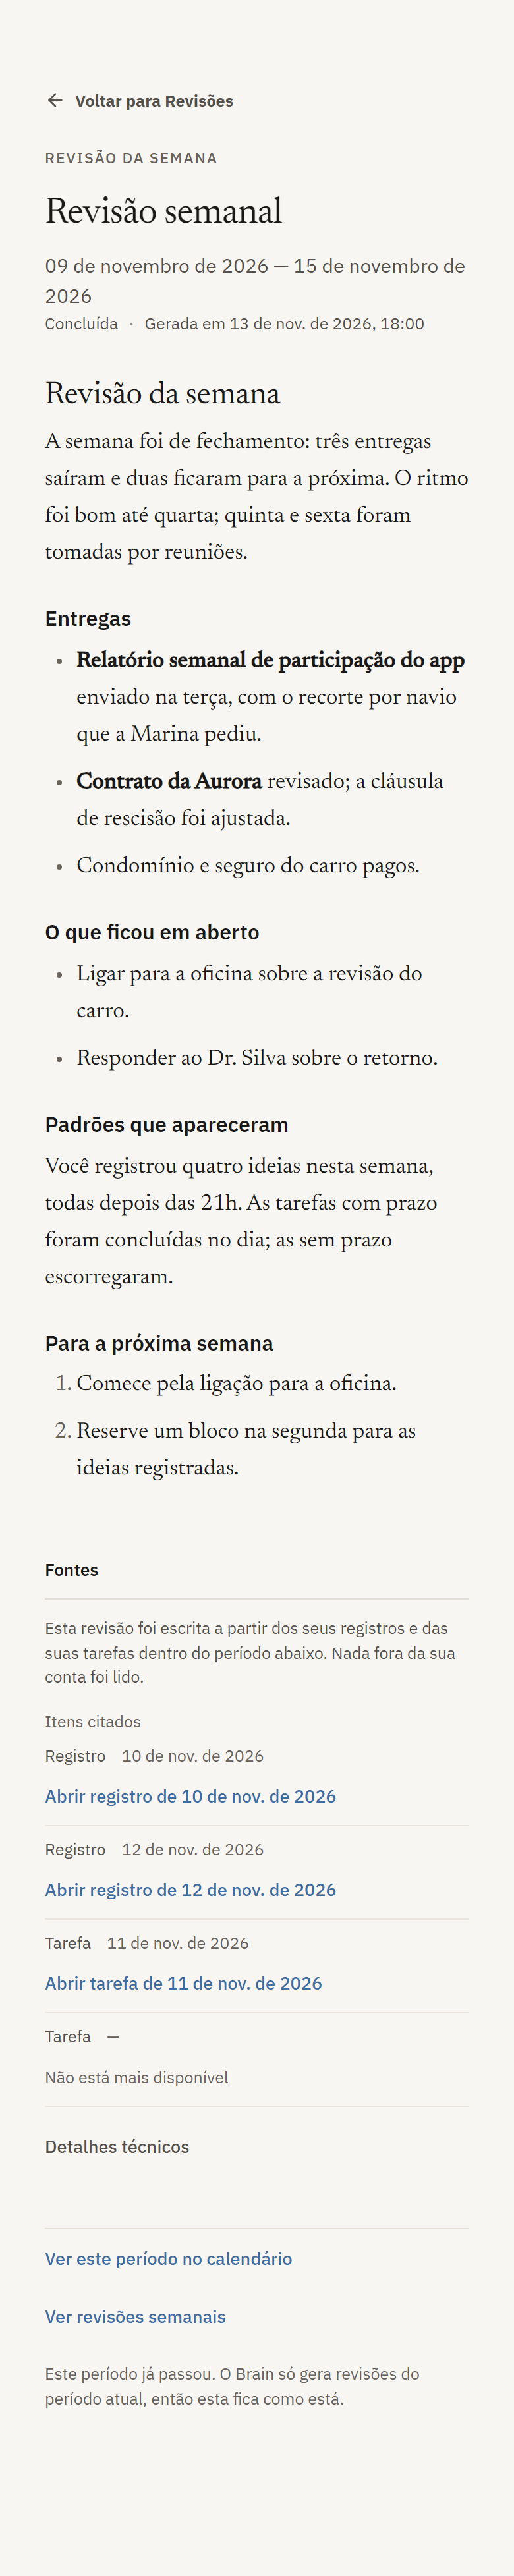 ← Voltar para Revisões
REVISÃO DA SEMANA
Revisão semanal
09 de novembro de 2026 — 15 de novembro de
2026
Concluída · Gerada em 13 de nov. de 2026, 18:00
Revisão da semana
A semana foi de fechamento: três entregas
saíram e duas ficaram para a próxima. O ritmo
foi bom até quarta; quinta e sexta foram
tomadas por reuniões.
Entregas
• Relatório semanal de participação do app
enviado na terça, com o recorte por navio
que a Marina pediu.
• Contrato da Aurora revisado; a cláusula
de rescisão foi ajustada.
• Condomínio e seguro do carro pagos.
O que ficou em aberto
• Ligar para a oficina sobre a revisão do
carro.
• Responder ao Dr. Silva sobre o retorno.
Padrões que apareceram
Você registrou quatro ideias nesta semana,
todas depois das 21h. As tarefas com prazo
foram concluídas no dia; as sem prazo
escorregaram.
Para a próxima semana
1. Comece pela ligação para a oficina.
2. Reserve um bloco na segunda para as
ideias registradas.
Fontes
Esta revisão foi escrita a partir dos seus registros e das
suas tarefas dentro do período abaixo. Nada fora da sua
conta foi lido.
Itens citados
Registro 10 de nov. de 2026
Abrir registro de 10 de nov. de 2026
Registro 12 de nov. de 2026
Abrir registro de 12 de nov. de 2026
Tarefa 11 de nov. de 2026
Abrir tarefa de 11 de nov. de 2026
Tarefa —
Não está mais disponível
Detalhes técnicos
Ver este período no calendário
Ver revisões semanais
Este período já passou. O Brain só gera revisões do
período atual, então esta fica como está.